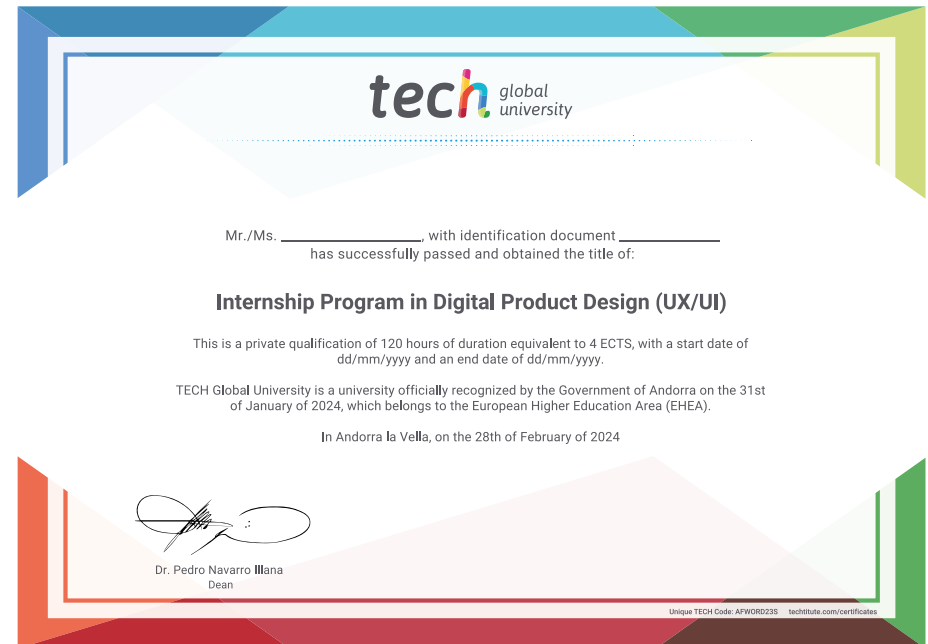 tech global university
Mr./Ms. ____________________, with identification document ______________
has successfully passed and obtained the title of:
Internship Program in Digital Product Design (UX/UI)
This is a private qualification of 120 hours of duration equivalent to 4 ECTS, with a start date of
dd/mm/yyyy and an end date of dd/mm/yyyy.
TECH Global University is a university officially recognized by the Government of Andorra on the 31st
of January of 2024, which belongs to the European Higher Education Area (EHEA).
In Andorra la Vella, on the 28th of February of 2024
Dr. Pedro Navarro Illana
Dean
Unique TECH Code: AFWORD23S techtitute.com/certificates